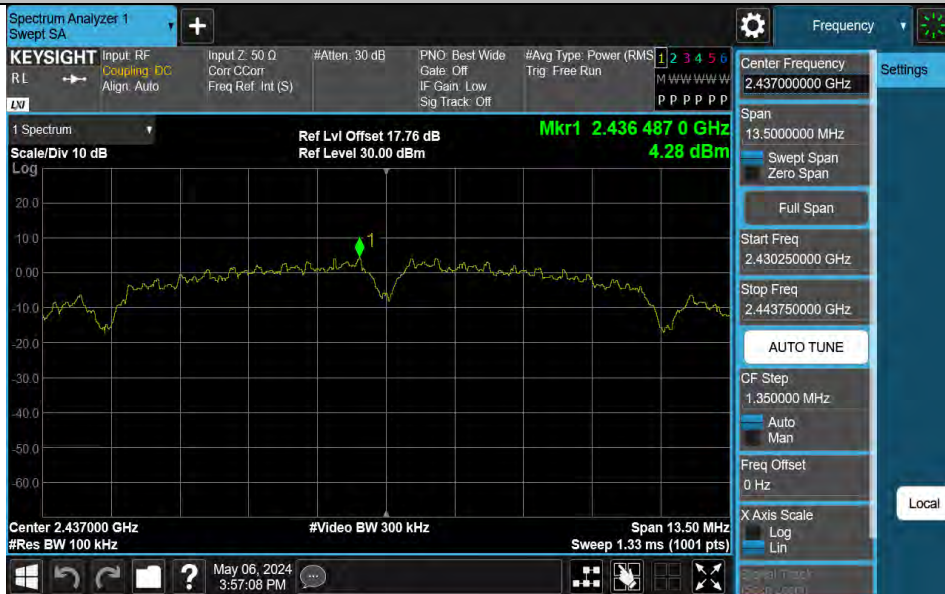 Spectrum Analyzer 1
Swept SA
Frequency
KEYSIGHT
RL
LXI
Input: RF
Coupling: DC
Align: Auto
Input Z: 50 Ω
Corr CCorr
Freq Ref: Int (S)
#Atten: 30 dB
PNO: Best Wide
Gate: Off
IF Gain: Low
Sig Track: Off
#Avg Type: Power (RMS
Trig: Free Run
1 2 3 4 5 6
M W W W W W
P P P P P P
Center Frequency
2.437000000 GHz
Settings
Span
13.5000000 MHz
Swept Span
Zero Span
Full Span
Start Freq
2.430250000 GHz
Stop Freq
2.443750000 GHz
AUTO TUNE
CF Step
1.350000 MHz
Auto
Man
Freq Offset
0 Hz
X Axis Scale
Log
Lin
Local
1 Spectrum
Scale/Div 10 dB
Log
Ref Lvl Offset 17.76 dB
Ref Level 30.00 dBm
Mkr1 2.436 487 0 GHz
4.28 dBm
1
20.0
10.0
0.00
-10.0
-20.0
-30.0
-40.0
-50.0
-60.0
Center 2.437000 GHz
#Res BW 100 kHz
#Video BW 300 kHz
Span 13.50 MHz
Sweep 1.33 ms (1001 pts)
?
May 06, 2024
3:57:08 PM